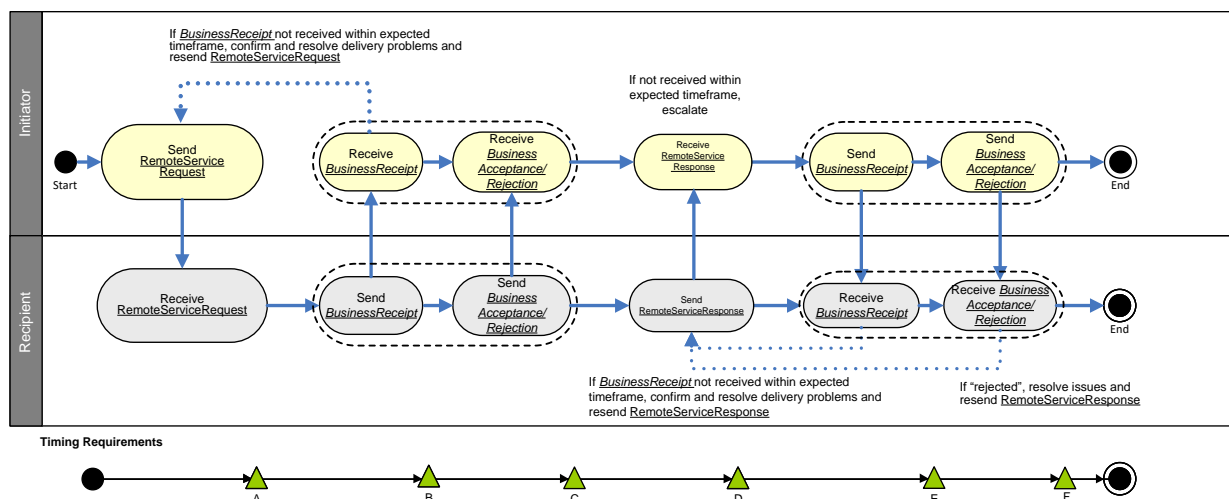 If BusinessReceipt not received within expected
timeframe, confirm and resolve delivery problems and
resend RemoteServiceRequest
If not received within
expected timeframe,
escalate
Initiator
Start
Send
RemoteService
Request
Receive
BusinessReceipt
Receive
Business
Acceptance/
Rejection
Receive
RemoteService
Response
Send
BusinessReceipt
Send
Business
Acceptance/
Rejection
End
Recipient
Receive
RemoteServiceRequest
Send
BusinessReceipt
Send
Business
Acceptance/
Rejection
Send
RemoteServiceResponse
Receive
BusinessReceipt
Receive Business
Acceptance/
Rejection
End
If BusinessReceipt not received within expected
timeframe, confirm and resolve delivery problems and
resend RemoteServiceResponse
If “rejected”, resolve issues and
resend RemoteServiceResponse
Timing Requirements
A B C D E F